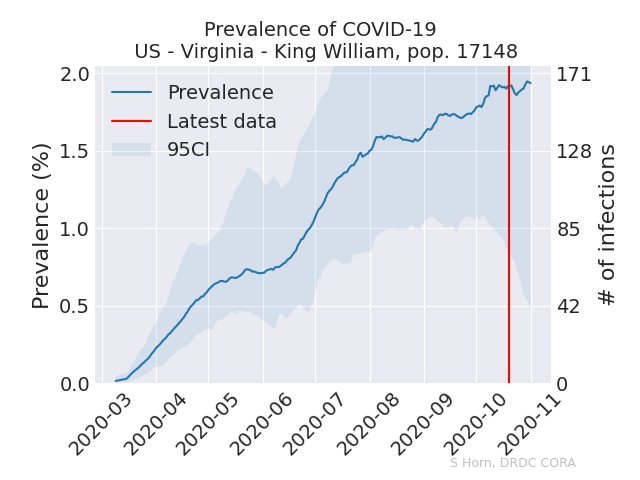 Prevalence of COVID-19
US - Virginia - King William, pop. 17148
Prevalence
Latest data
95CI
Prevalence (%)
2.0
1.5
1.0
0.5
0.0
171
128
85
42
0
# of infections
2020-03
2020-04
2020-05
2020-06
2020-07
2020-08
2020-09
2020-10
2020-11
S Horn, DRDC CORA